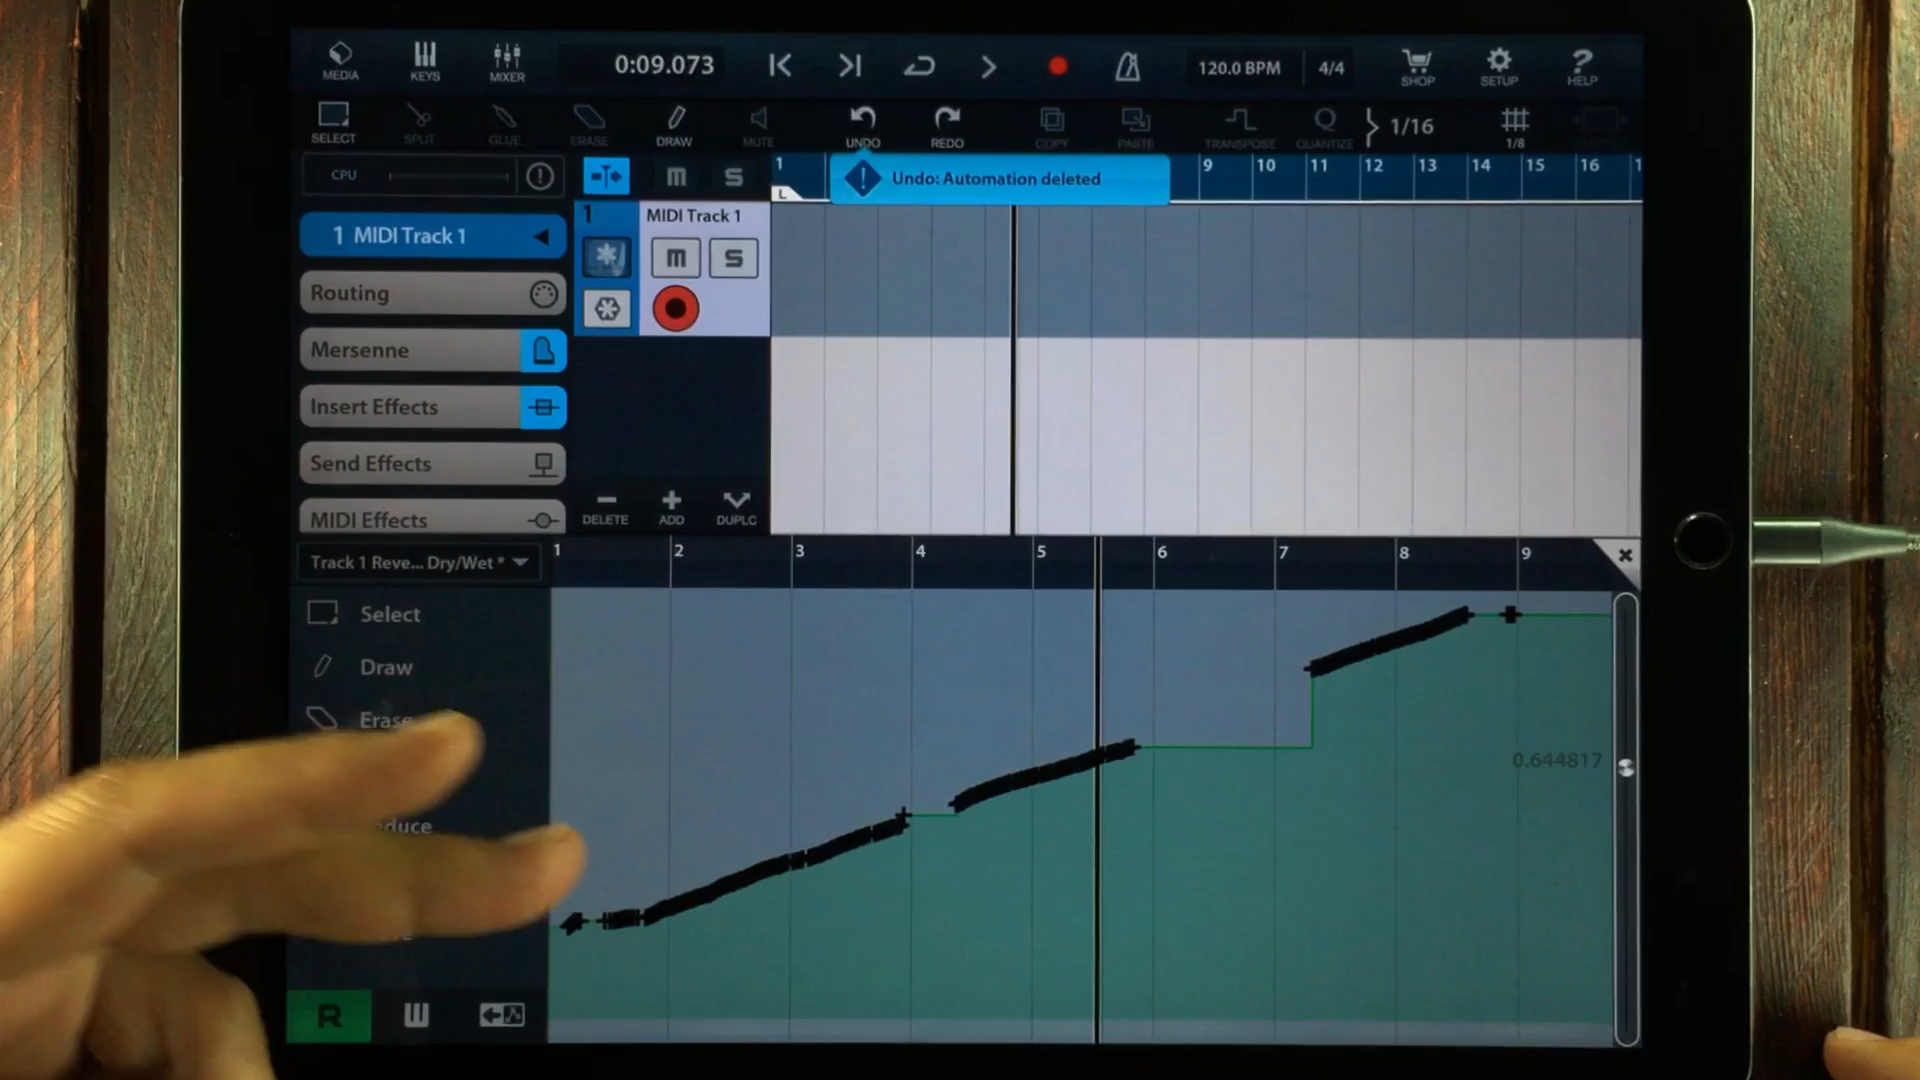 MEDIA
KEYS
MIXER
0:09.073
120.0 BPM
4/4
SHOP
SETUP
HELP
SELECT
SPLIT
GLUE
ERASE
DRAW
MUTE
UNDO
REDO
COPY
PASTE
TRANSPOSE
QUANTIZE
1/16
1/8
CPU
m
S
1
L
Undo: Automation deleted
9
10
11
12
13
14
15
16
1 MIDI Track 1
1
MIDI Track 1
m
S
Routing
Mersenne
Insert Effects
Send Effects
MIDI Effects
DELETE
ADD
DUPLC
Track 1 Reve... Dry/Wet *
1
2
3
4
5
6
7
8
9
Select
Draw
Erase
0.644817
R
W